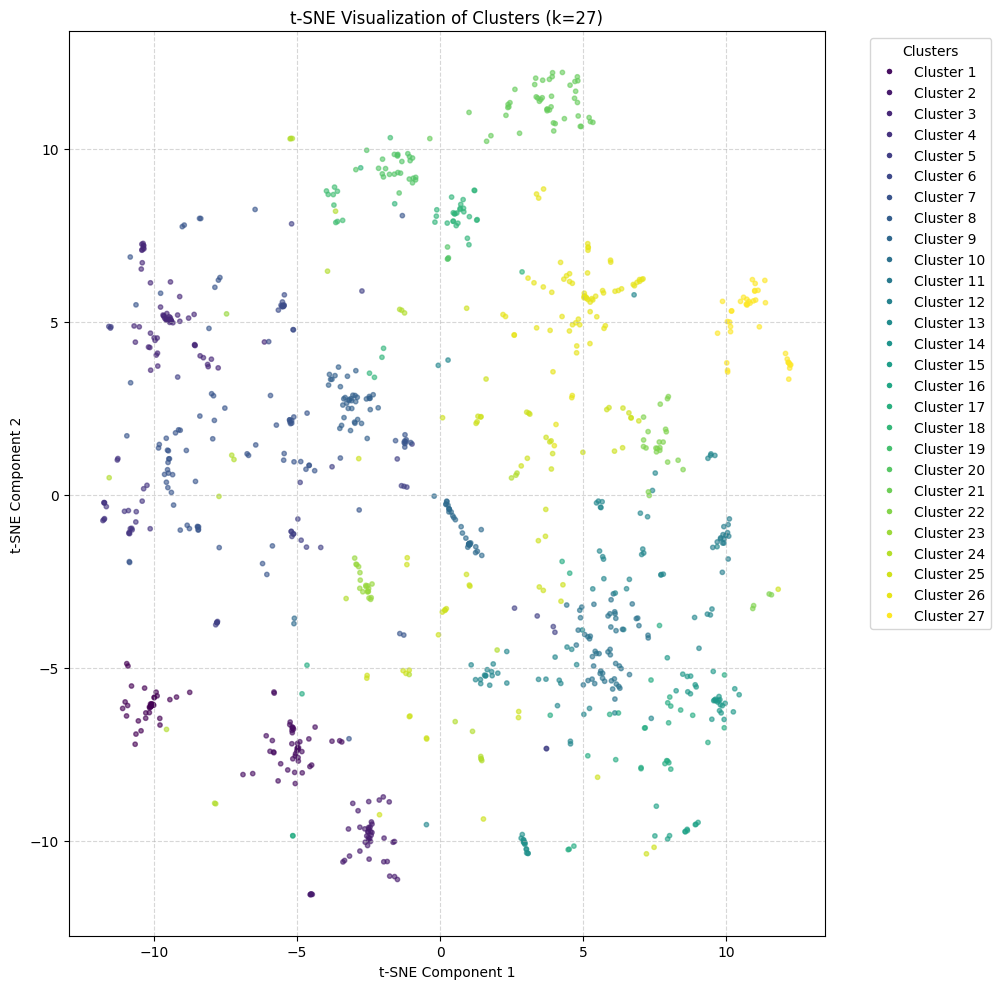 t-SNE Visualization of Clusters (k=27)
Clusters
Cluster 1
Cluster 2
Cluster 3
Cluster 4
Cluster 5
Cluster 6
Cluster 7
Cluster 8
Cluster 9
Cluster 10
Cluster 11
Cluster 12
Cluster 13
Cluster 14
Cluster 15
Cluster 16
Cluster 17
Cluster 18
Cluster 19
Cluster 20
Cluster 21
Cluster 22
Cluster 23
Cluster 24
Cluster 25
Cluster 26
Cluster 27
t-SNE Component 2
10
5
0
−5
−10
−10
−5
0
5
10
t-SNE Component 1